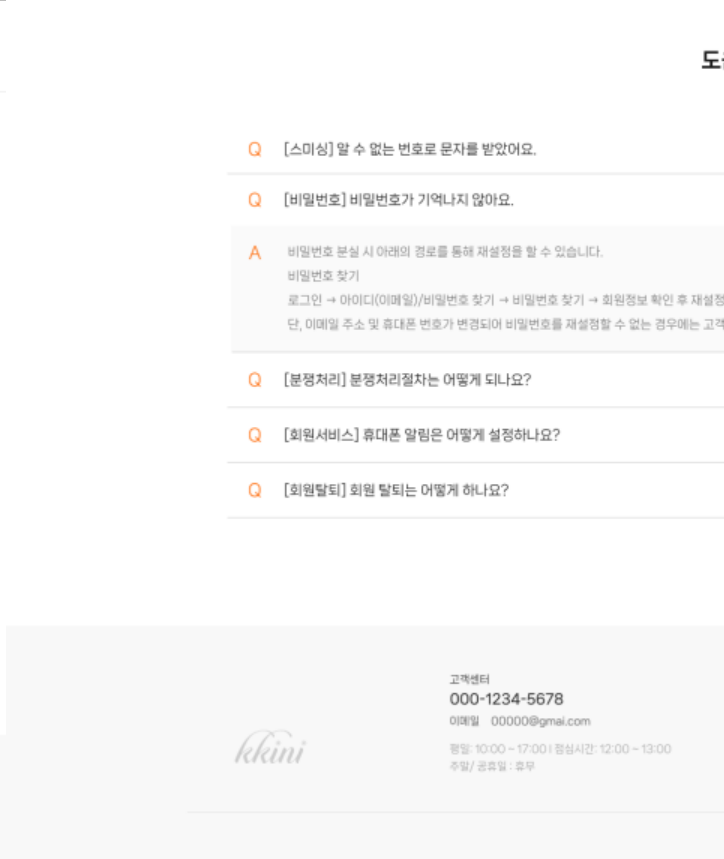 도움
Q [스미싱] 알 수 없는 번호로 문자를 받았어요.
Q [비밀번호] 비밀번호가 기억나지 않아요.
A 비밀번호 분실 시 아래의 경로를 통해 재설정을 할 수 있습니다.
비밀번호 찾기
로그인 → 아이디(이메일)/비밀번호 찾기 → 비밀번호 찾기 → 회원정보 확인 후 재설정
단, 이메일 주소 및 휴대폰 번호가 변경되어 비밀번호를 재설정할 수 없는 경우에는 고객
Q [분쟁처리] 분쟁처리절차는 어떻게 되나요?
Q [회원서비스] 휴대폰 알림은 어떻게 설정하나요?
Q [회원탈퇴] 회원 탈퇴는 어떻게 하나요?
고객센터
000-1234-5678
이메일 00000@gmai.com
kkini
평일: 10:00 ~ 17:00 I 점심시간: 12:00 ~ 13:00
주말/ 공휴일 : 휴무